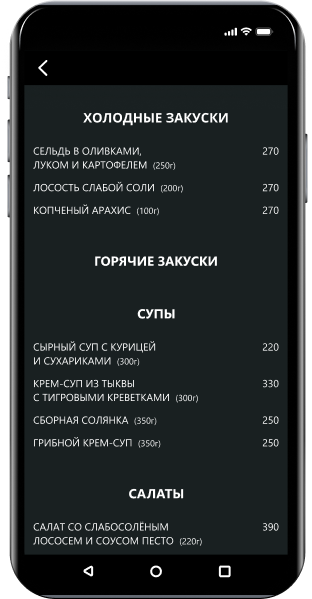 ХОЛОДНЫЕ ЗАКУСКИ
СЕЛЬДЬ В ОЛИВКАМИ, 270
ЛУКОМ И КАРТОФЕЛЕМ (250г)
ЛОСОСТЬ СЛАБОЙ СОЛИ (200г) 270
КОПЧЕНЫЙ АРАХИС (100г) 270
ГОРЯЧИЕ ЗАКУСКИ
СУПЫ
СЫРНЫЙ СУП С КУРИЦЕЙ 220
И СУХАРИКАМИ (300г)
КРЕМ-СУП ИЗ ТЫКВЫ 330
С ТИГРОВЫМИ КРЕВЕТКАМИ (300г)
СБОРНАЯ СОЛЯНКА (350г) 250
ГРИБНОЙ КРЕМ-СУП (350г) 250
САЛАТЫ
САЛАТ СО СЛАБОСОЛЁНЫМ 390
ЛОСОСЕМ И СОУСОМ ПЕСТО (220г)